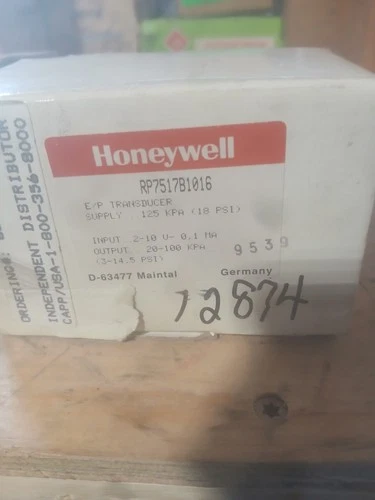 Honeywell
RP7517B1016
E/P TRANSDUCER
SUPPLY : 125 KPA (18 PSI)
INPUT : 2-10 V- 0,1 MA
OUTPUT : 20-100 KPA
(3-14.5 PSI)
9539
D-63477 Maintal
Germany
12874
ORDERING:
INDEPENDENT DISTRIBUTOR
CAPP/USA-1-800-356-8000